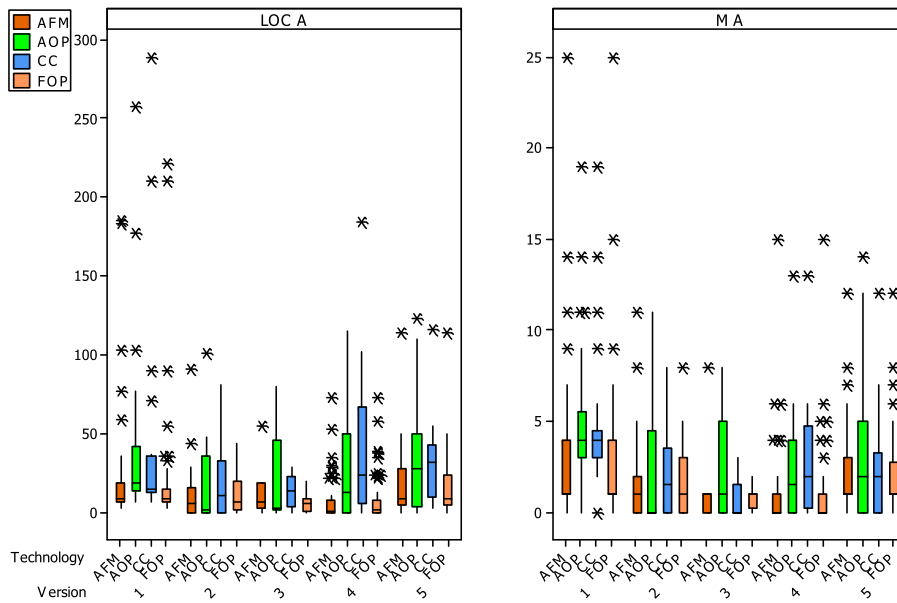 AFM
AOP
CC
FOP
LOC A
M A
300
250
200
150
100
50
0
25
20
15
10
5
0
Technology
AFM AOP CC FOP AFM AOP CC FOP AFM AOP CC FOP AFM AOP CC FOP AFM AOP CC FOP
AFM AOP CC FOP AFM AOP CC FOP AFM AOP CC FOP AFM AOP CC FOP AFM AOP CC FOP
Version
1 2 3 4 5
1 2 3 4 5